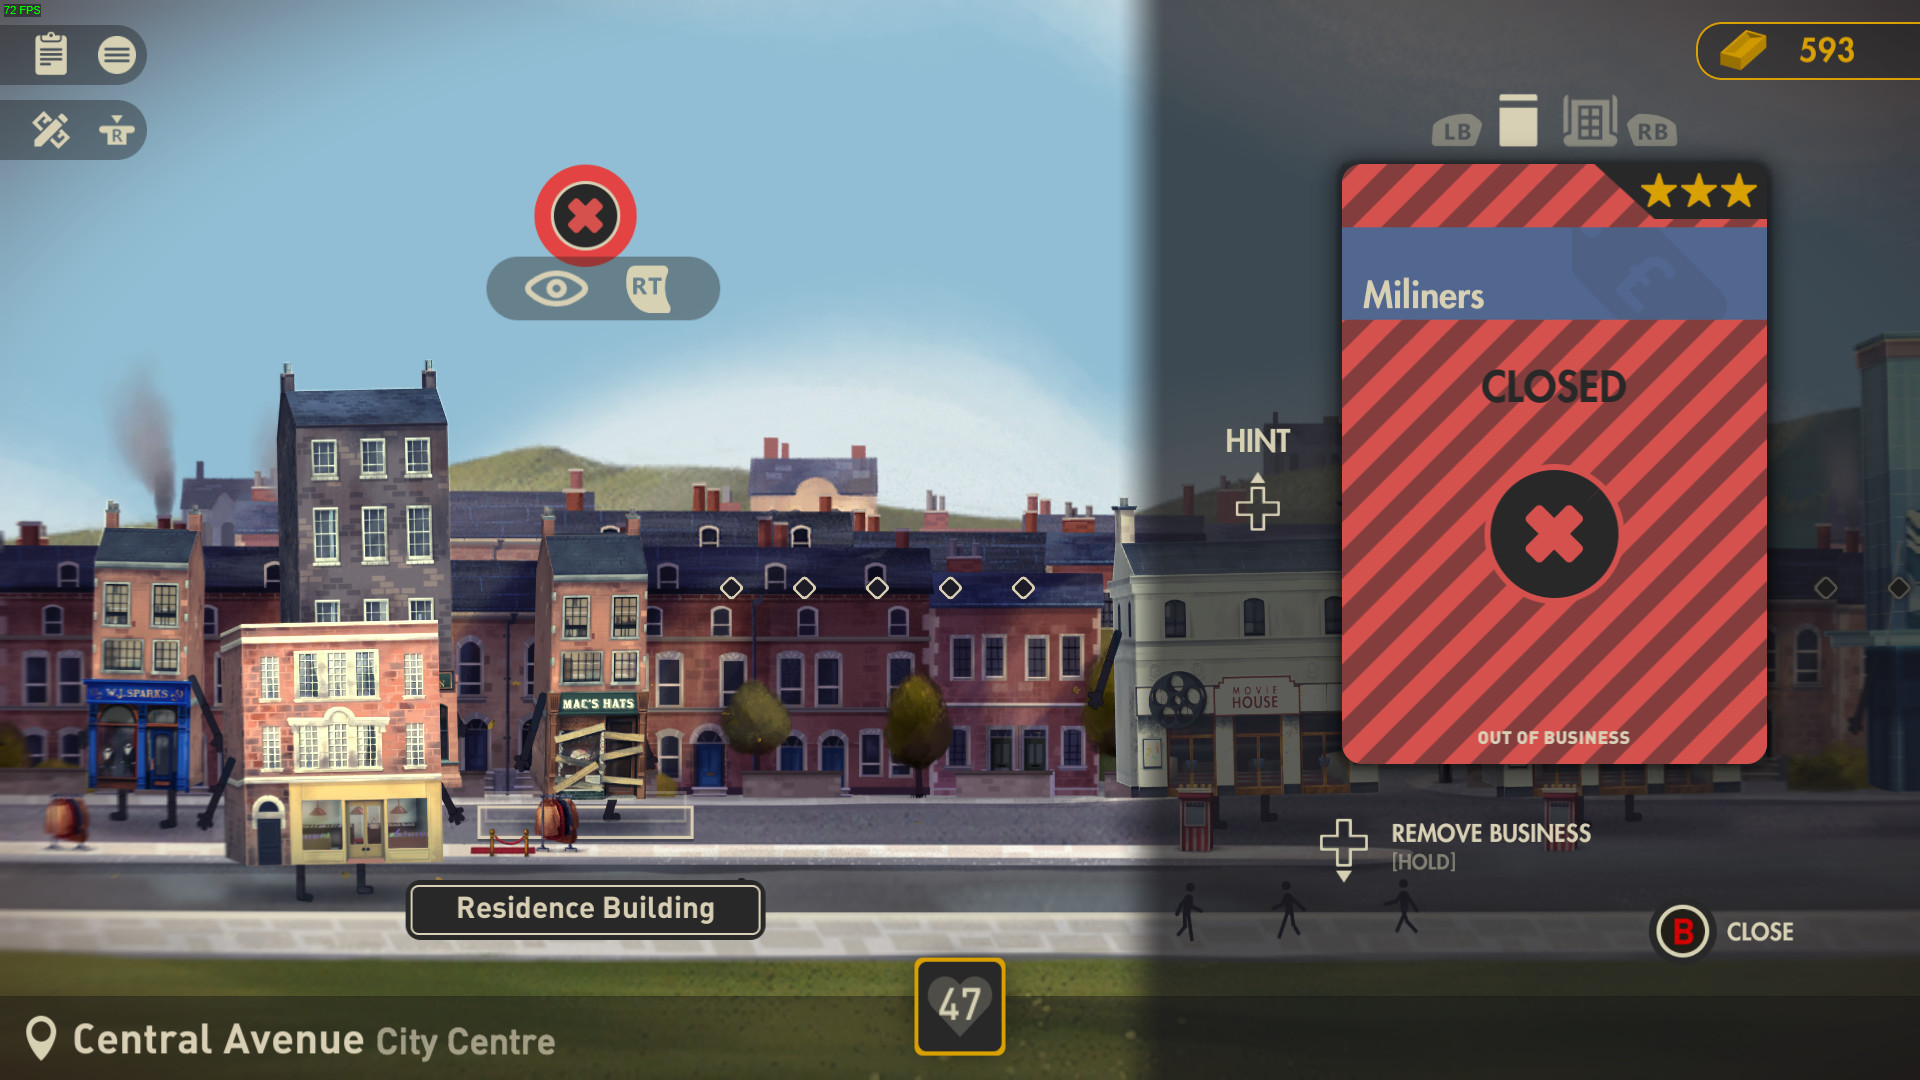 72 FPS
593
LB
RB
R
RT
Miliners
CLOSED
OUT OF BUSINESS
HINT
W.J.SPARKS
MAC'S HATS
MOVIE
HOUSE
REMOVE BUSINESS
[HOLD]
Residence Building
B CLOSE
47
Central Avenue City Centre